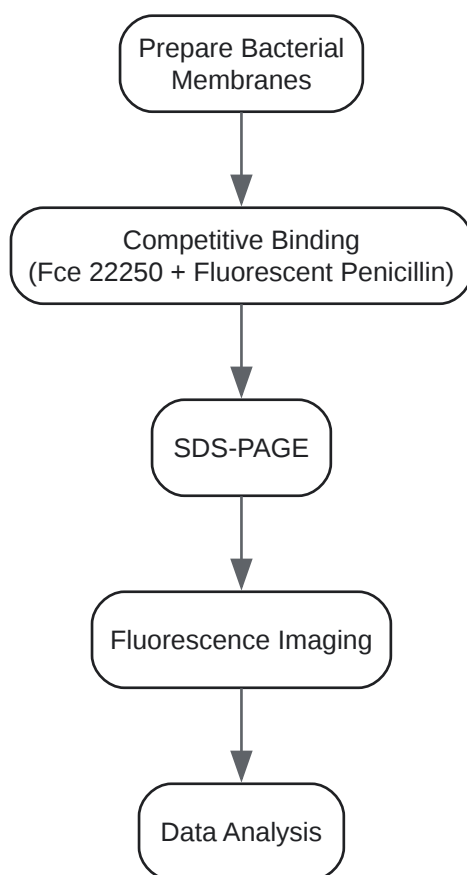 Prepare Bacterial
Membranes
Competitive Binding
(Fce 22250 + Fluorescent Penicillin)
SDS-PAGE
Fluorescence Imaging
Data Analysis